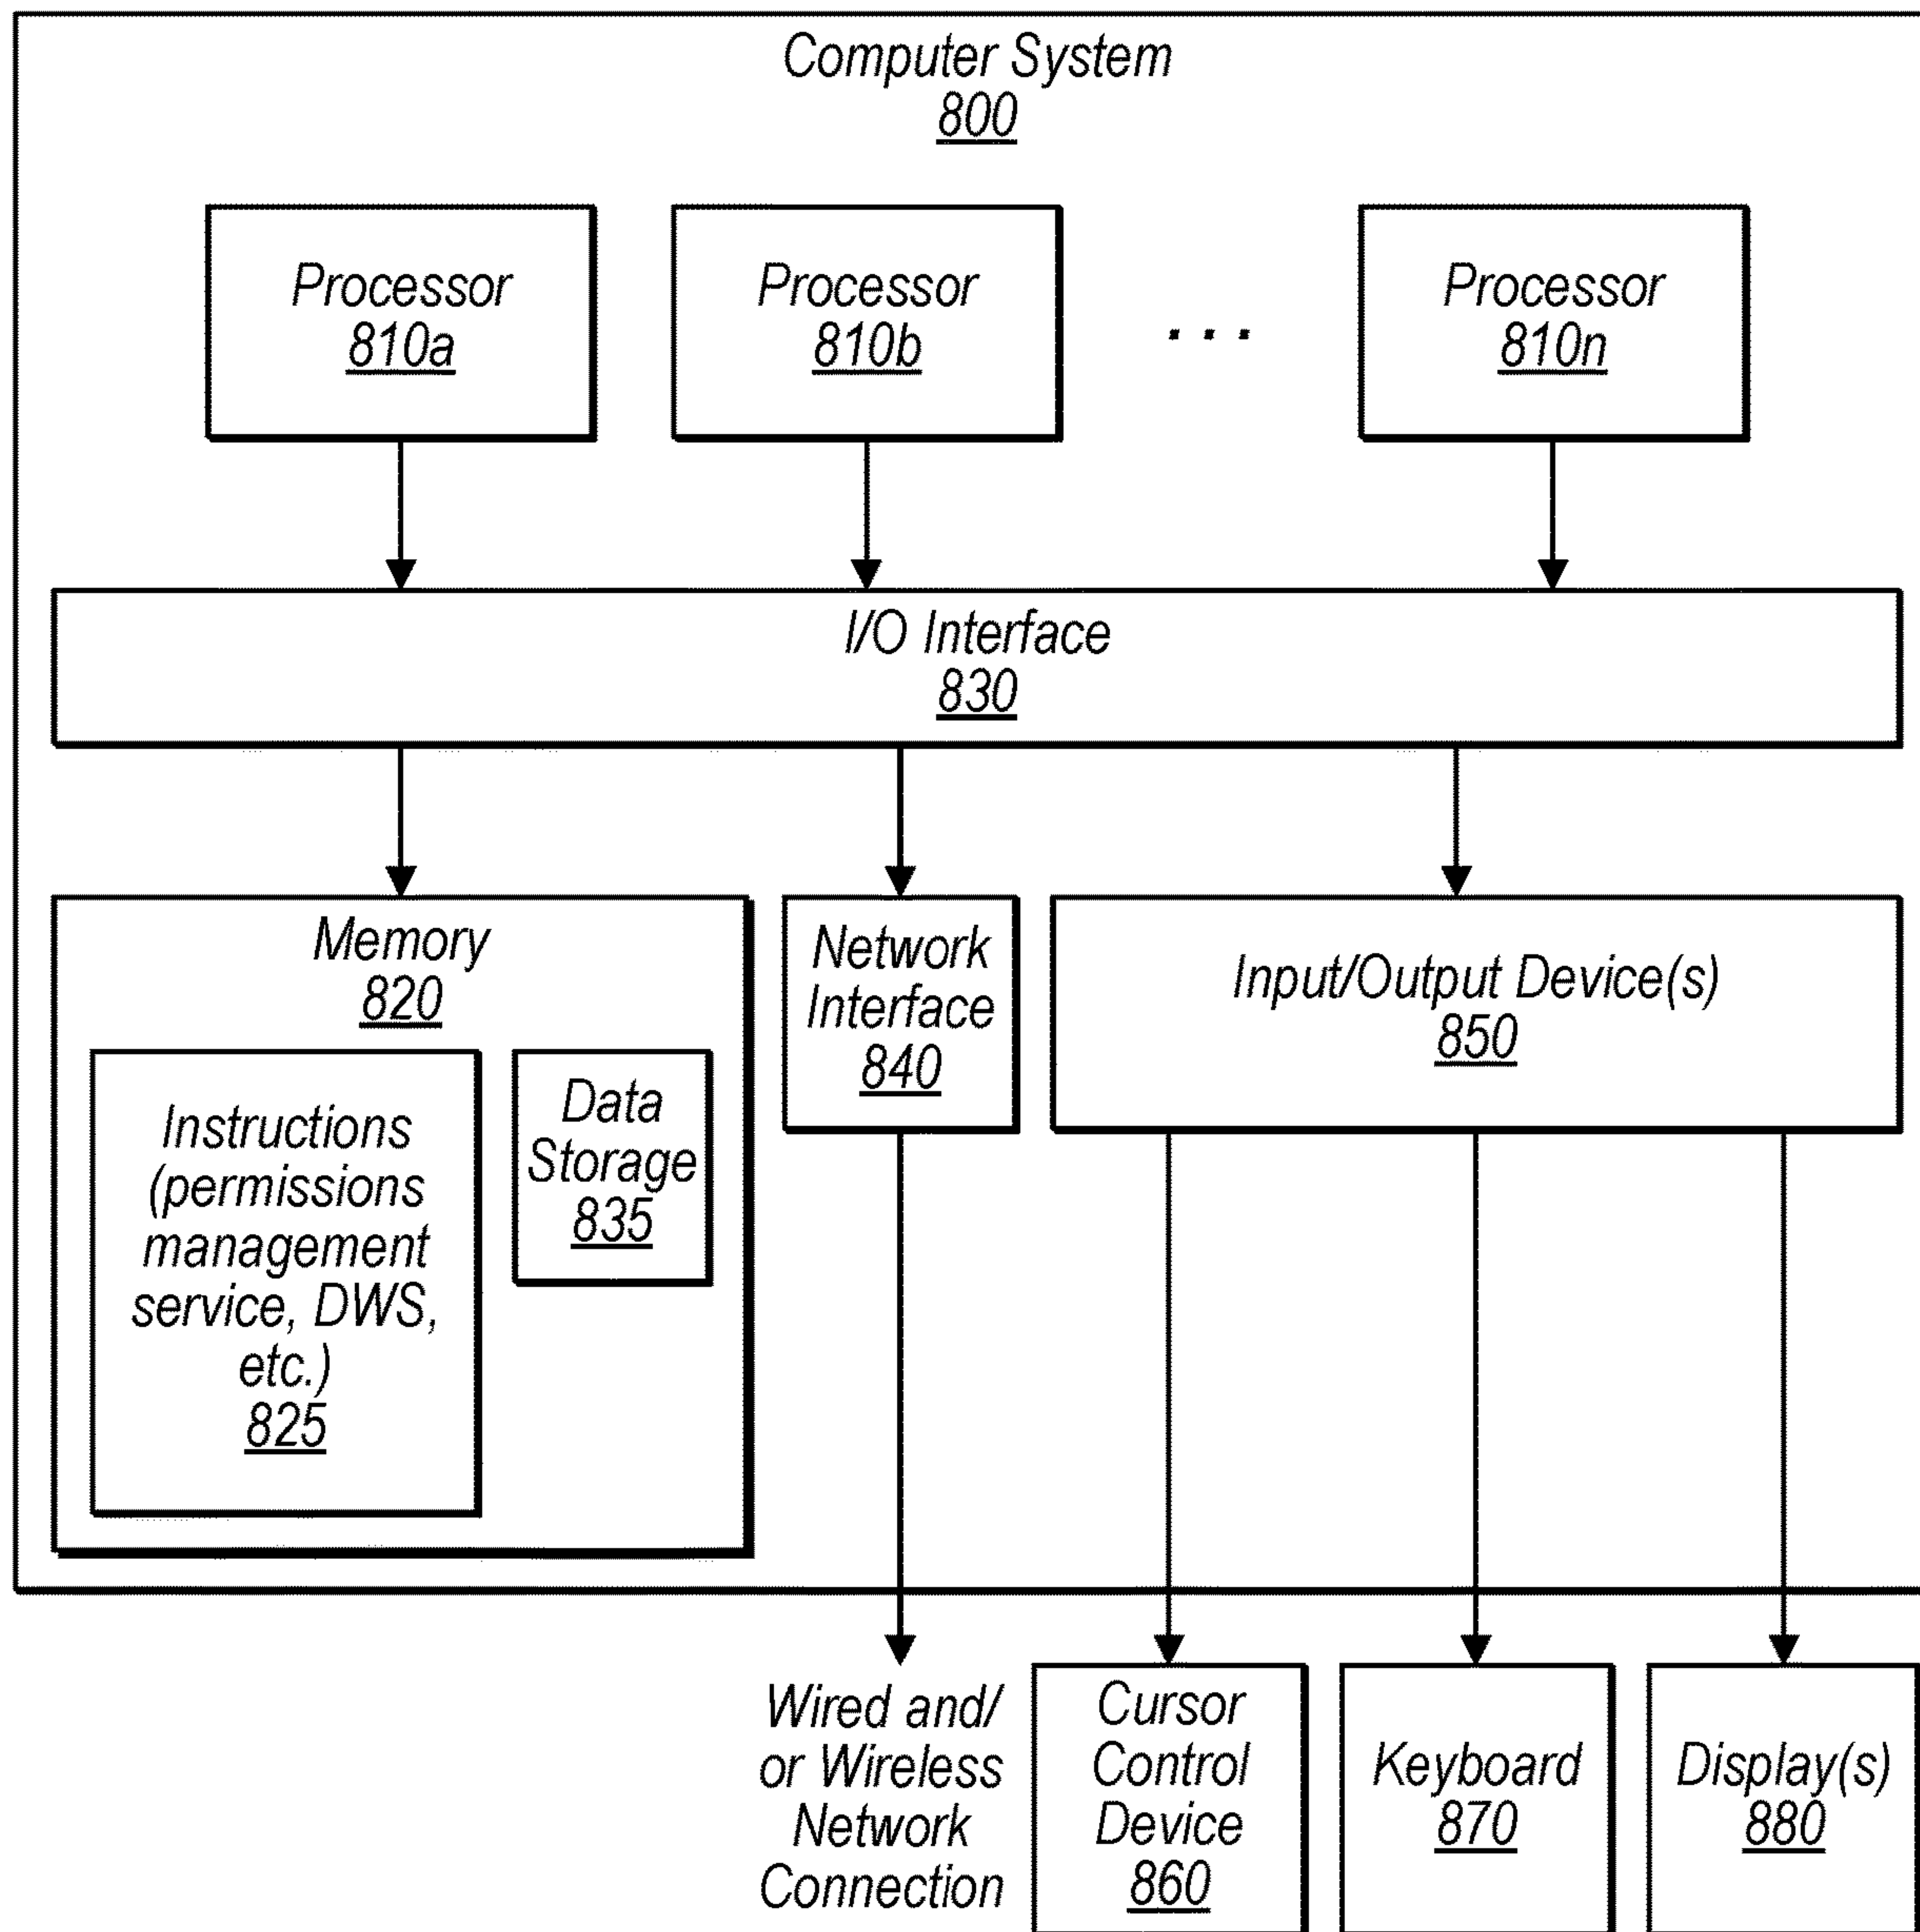 Computer System
800
Processor
810a
Processor
810b
. . .
Processor
810n
I/O Interface
830
Memory
820
Instructions
(permissions
management
service, DWS,
etc.)
825
Data
Storage
835
Network
Interface
840
Input/Output Device(s)
850
Wired and/
or Wireless
Network
Connection
Cursor
Control
Device
860
Keyboard
870
Display(s)
880